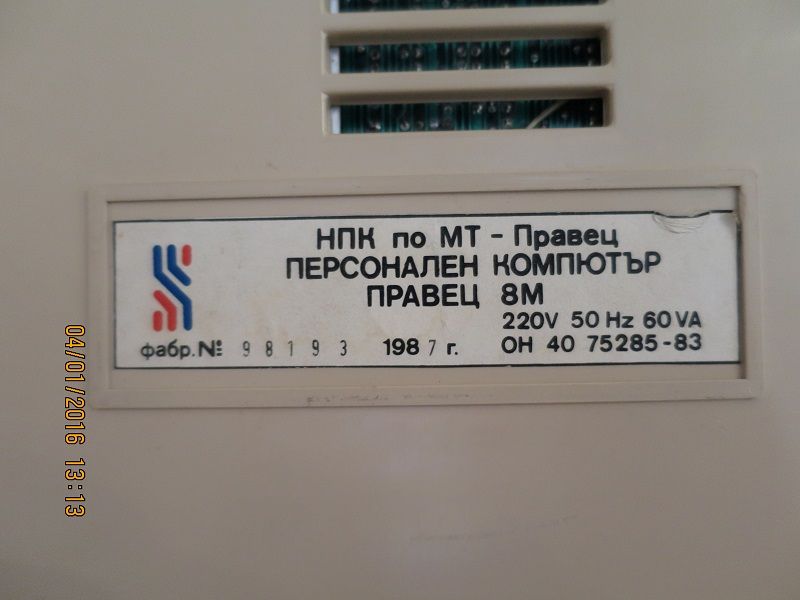 НПК по МТ - Правец
ПЕРСОНАЛЕН КОМПЮТЪР
ПРАВЕЦ 8М
220V 50 Hz 60 VA
фабр.№: 98193 1987 г. ОН 40 75285-83
04/01/2016 13:13